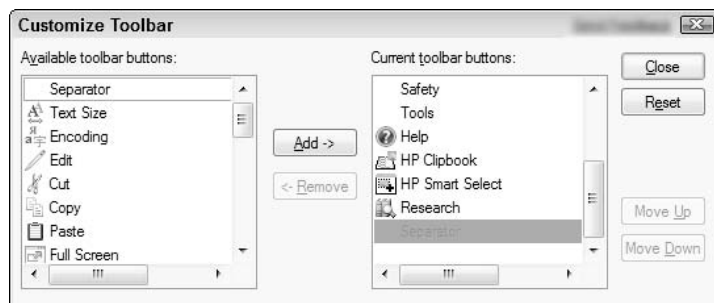 Customize Toolbar
Available toolbar buttons:
Separator
Text Size
Encoding
Edit
Cut
Copy
Paste
Full Screen
Add ->
<- Remove
Current toolbar buttons:
Safety
Tools
Help
HP Clipbook
HP Smart Select
Research
Separator
Close
Reset
Move Up
Move Down